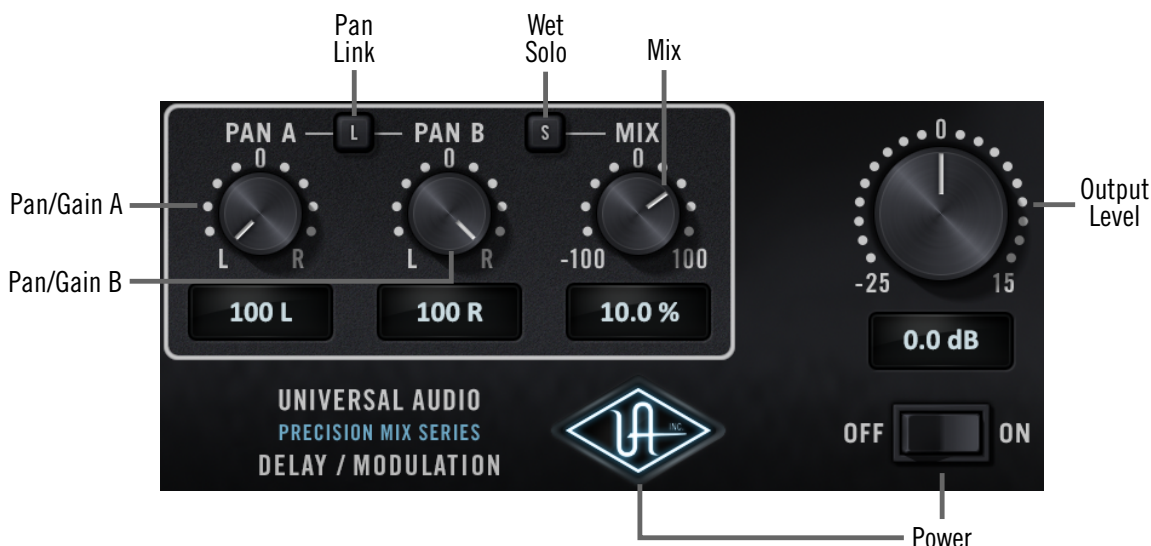 Pan
Link
Wet
Solo
Mix
PAN A
L
PAN B
S
MIX
0
0
0
0
Pan/Gain A
Output
Level
L
R
L
R
-100
100
-25
15
Pan/Gain B
100 L
100 R
10.0 %
0.0 dB
UNIVERSAL AUDIO
PRECISION MIX SERIES
DELAY / MODULATION
UA
INC.
OFF
ON
Power